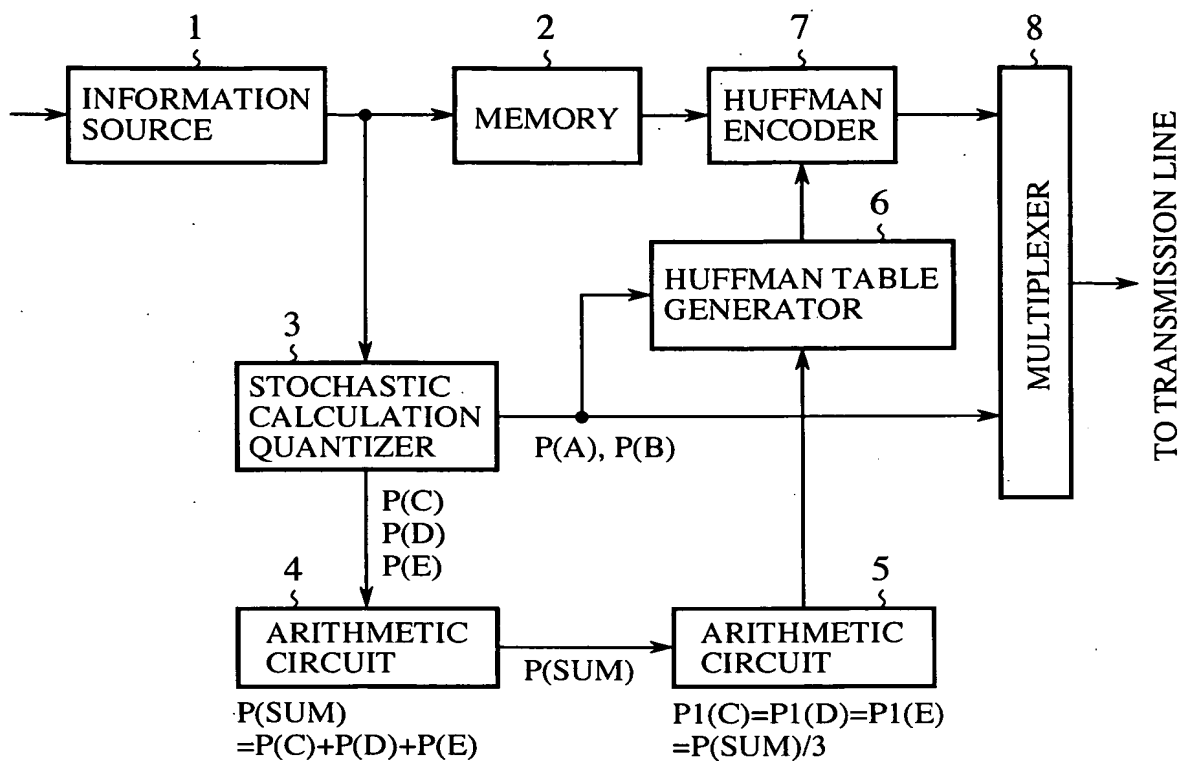 1
INFORMATION
SOURCE
2
MEMORY
7
HUFFMAN
ENCODER
8
MULTIPLEXER
TO TRANSMISSION LINE
6
HUFFMAN TABLE
GENERATOR
3
STOCHASTIC
CALCULATION
QUANTIZER
P(A), P(B)
P(C)
P(D)
P(E)
4
ARITHMETIC
CIRCUIT
P(SUM)
5
ARITHMETIC
CIRCUIT
P(SUM)
=P(C)+P(D)+P(E)
P1(C)=P1(D)=P1(E)
=P(SUM)/3